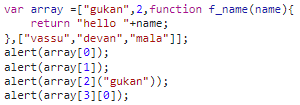 var array =["gukan",2,function f_name(name){
    return "hello "+name;
},["vassu","devan","mala"]];
alert(array[0]);
alert(array[1]);
alert(array[2]("gukan"));
alert(array[3][0]);